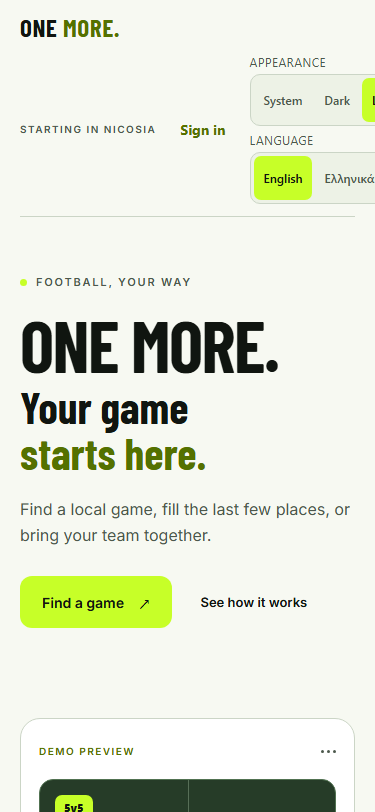 ONE MORE.
APPEARANCE
System Dark
STARTING IN NICOSIA Sign in
LANGUAGE
English Ελληνικά
FOOTBALL, YOUR WAY
ONE MORE.
Your game
starts here.
Find a local game, fill the last few places, or
bring your team together.
Find a game ↗
See how it works
DEMO PREVIEW
5v5